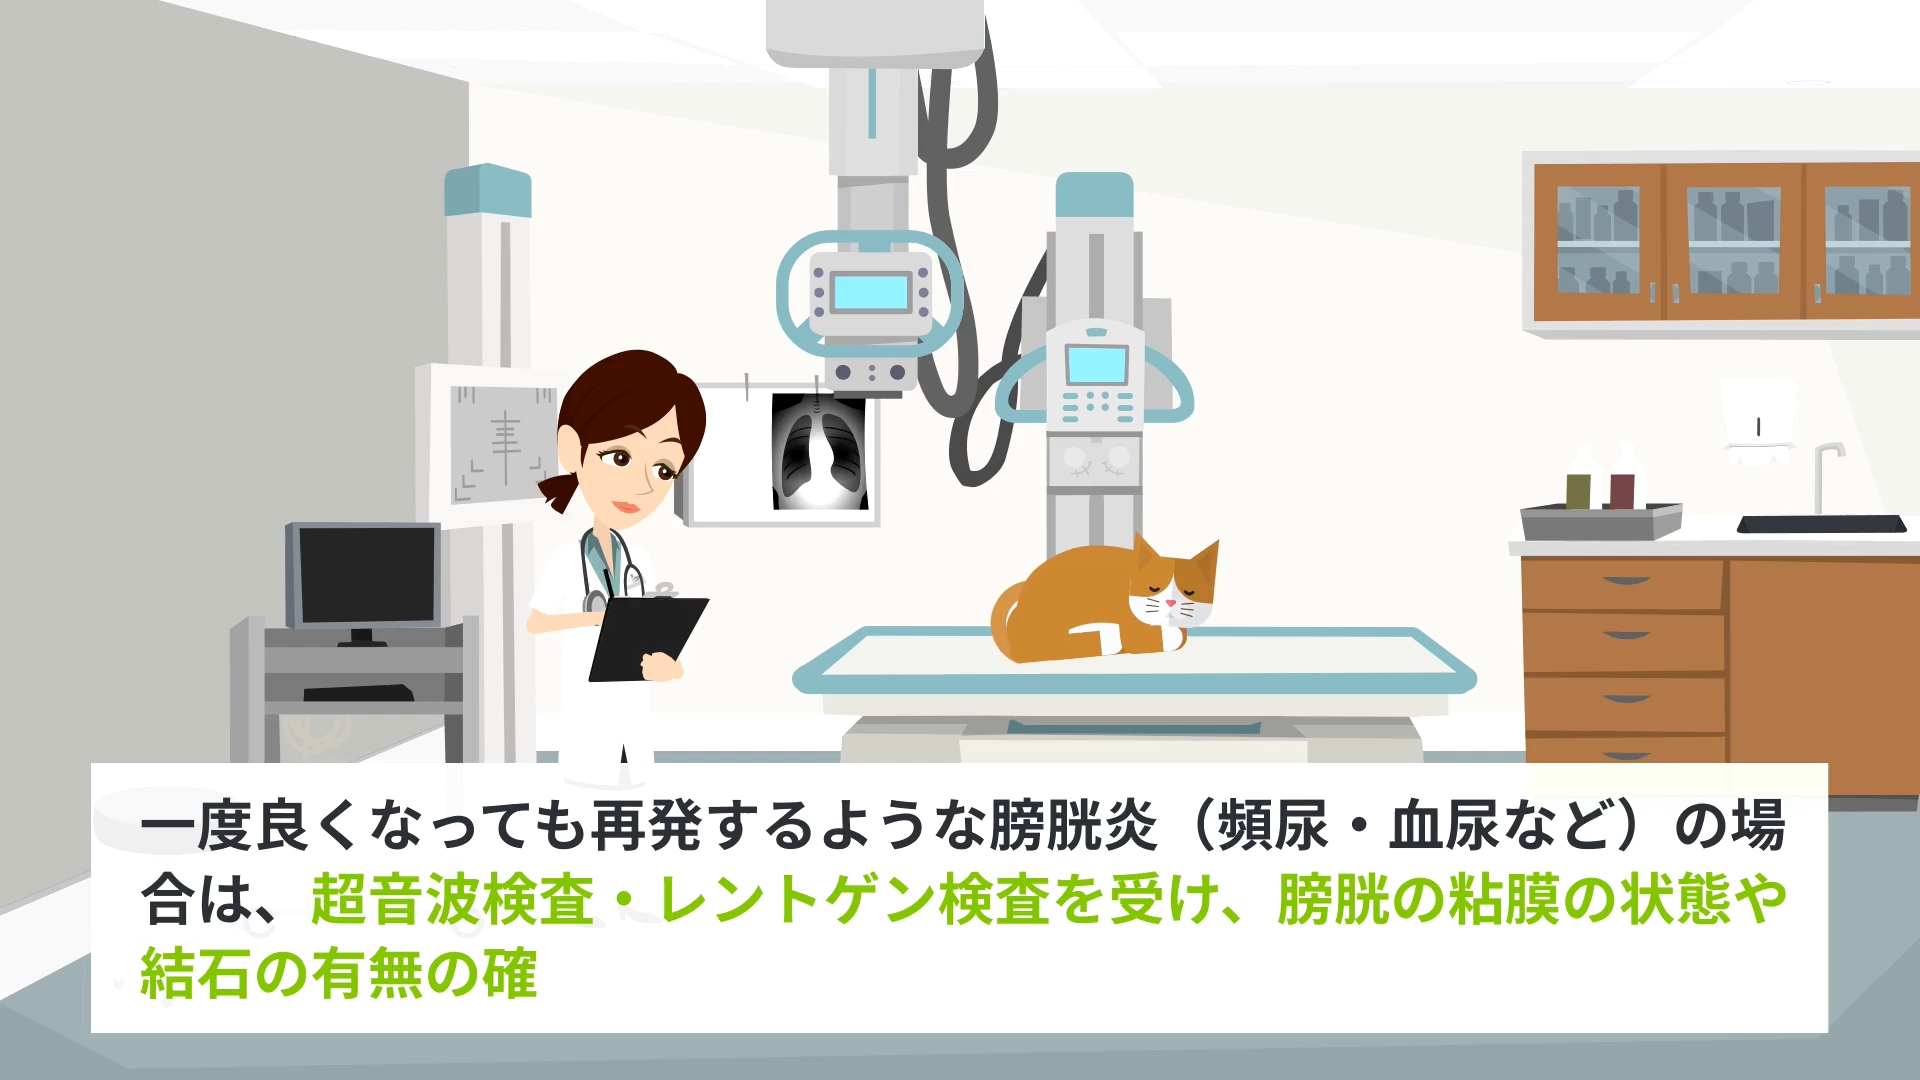 一度良くなっても再発するような膀胱炎（頻尿・血尿など）の場
合は、超音波検査・レントゲン検査を受け、膀胱の粘膜の状態や
結石の有無の確